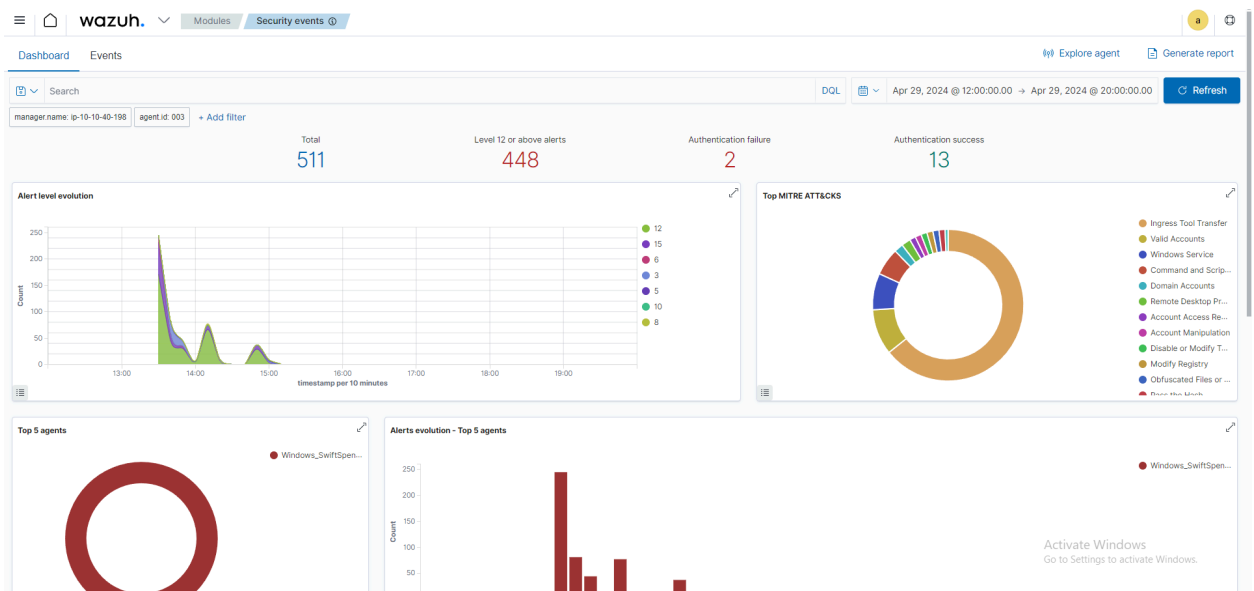 wazuh. Modules Security events
a
Dashboard Events
Explore agent Generate report
Search DQL Apr 29, 2024 @ 12:00:00.00 → Apr 29, 2024 @ 20:00:00.00 Refresh
manager.name: ip-10-10-40-198 agent.id: 003 + Add filter
Total
511
Level 12 or above alerts
448
Authentication failure
2
Authentication success
13
Alert level evolution
250
200
150
100
50
0
Count
13:00 14:00 15:00 16:00 17:00 18:00 19:00
timestamp per 10 minutes
12
15
6
3
5
10
8
Top MITRE ATT&CKS
Ingress Tool Transfer
Valid Accounts
Windows Service
Command and Scrip...
Domain Accounts
Remote Desktop Pr...
Account Access Re...
Account Manipulation
Disable or Modify T...
Modify Registry
Obfuscated Files or ...
Pass the Hash
Top 5 agents
Windows_SwiftSpen...
Alerts evolution - Top 5 agents
250
200
150
100
50
Count
Windows_SwiftSpen...
Activate Windows
Go to Settings to activate Windows.